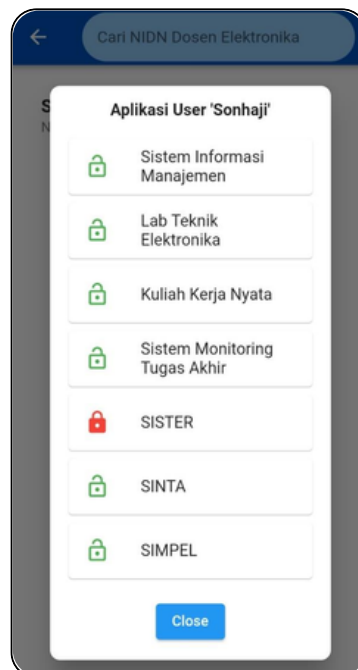 Cari NIDN Dosen Elektronika
S
N
Aplikasi User 'Sonhaji'
Sistem Informasi
Manajemen
Lab Teknik
Elektronika
Kuliah Kerja Nyata
Sistem Monitoring
Tugas Akhir
SISTER
SINTA
SIMPEL
Close